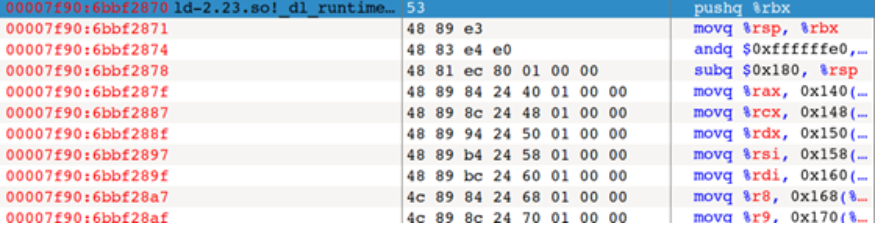 00007f90:6bbf2870 ld-2.23.so!_dl_runtime… 53 pushq %rbx
00007f90:6bbf2871 48 89 e3 movq %rsp, %rbx
00007f90:6bbf2874 48 83 e4 e0 andq $0xffffffe0,…
00007f90:6bbf2878 48 81 ec 80 01 00 00 subq $0x180, %rsp
00007f90:6bbf287f 48 89 84 24 40 01 00 00 movq %rax, 0x140(…
00007f90:6bbf2887 48 89 8c 24 48 01 00 00 movq %rcx, 0x148(…
00007f90:6bbf288f 48 89 94 24 50 01 00 00 movq %rdx, 0x150(…
00007f90:6bbf2897 48 89 b4 24 58 01 00 00 movq %rsi, 0x158(…
00007f90:6bbf289f 48 89 bc 24 60 01 00 00 movq %rdi, 0x160(…
00007f90:6bbf28a7 4c 89 84 24 68 01 00 00 movq %r8, 0x168(%…
00007f90:6bbf28af 4c 89 8c 24 70 01 00 00 movq %r9, 0x170(%…